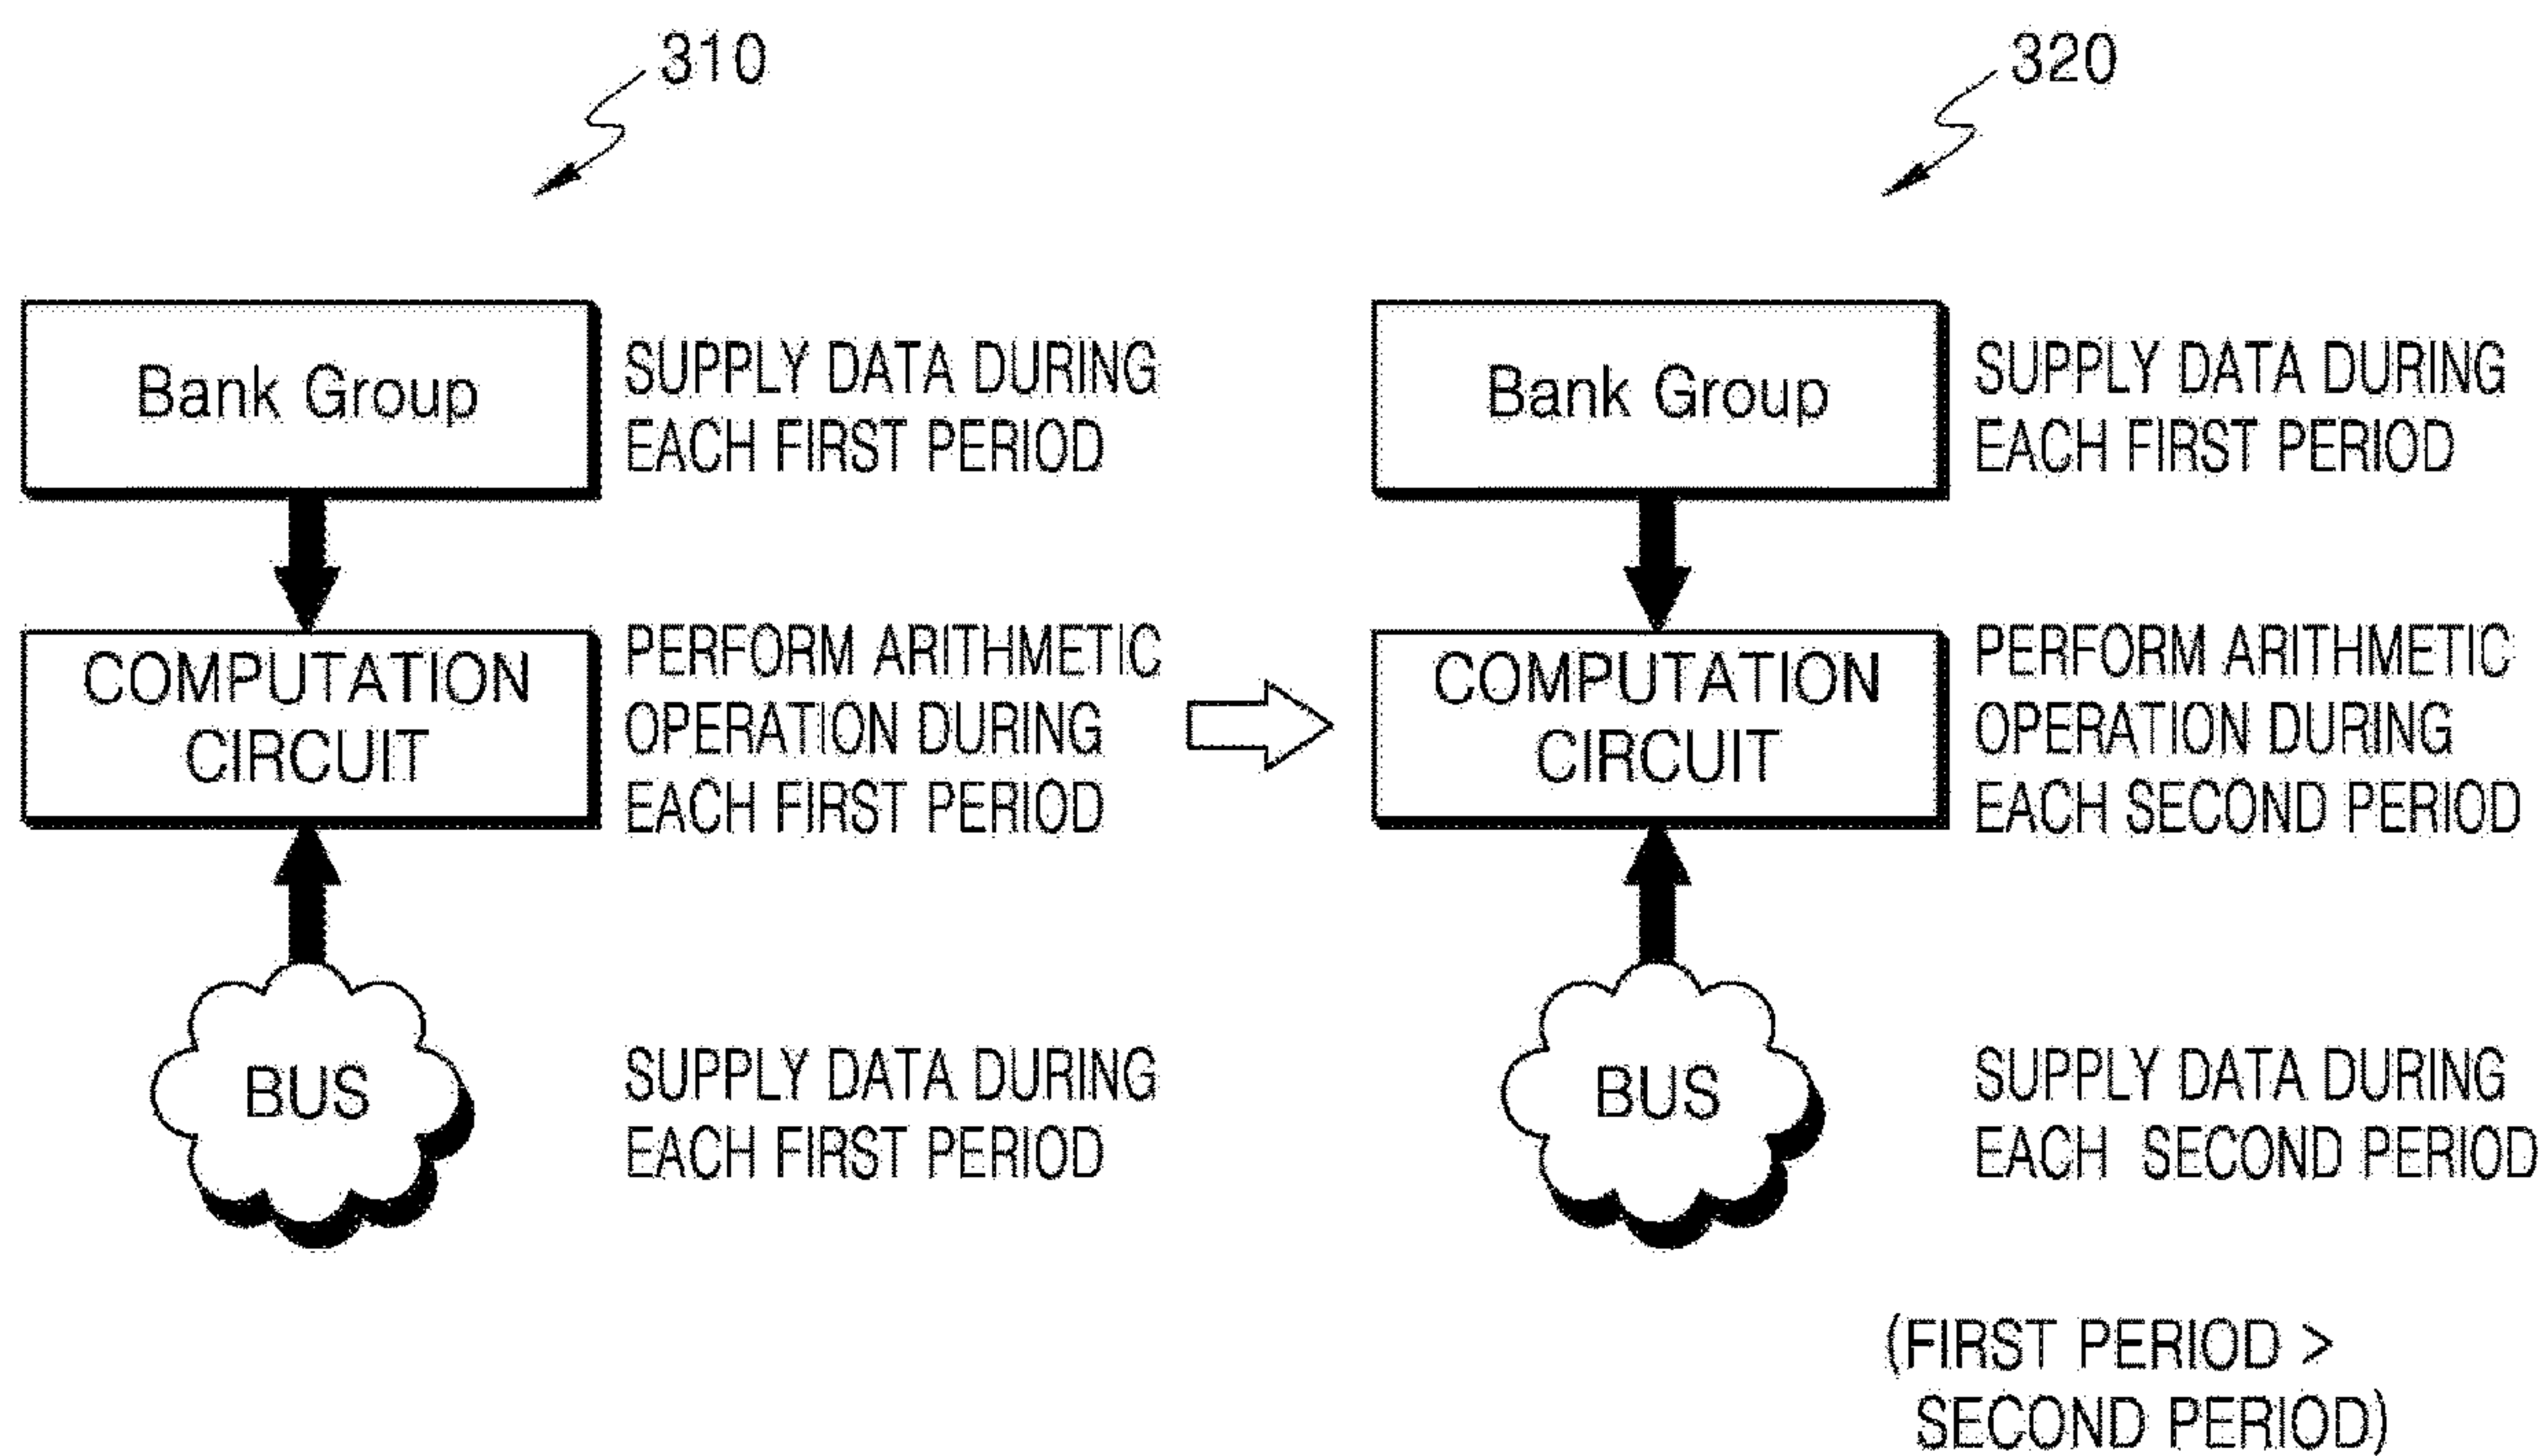 310
320
Bank Group
SUPPLY DATA DURING
EACH FIRST PERIOD
COMPUTATION
CIRCUIT
PERFORM ARITHMETIC
OPERATION DURING
EACH FIRST PERIOD
BUS
SUPPLY DATA DURING
EACH FIRST PERIOD
Bank Group
SUPPLY DATA DURING
EACH FIRST PERIOD
COMPUTATION
CIRCUIT
PERFORM ARITHMETIC
OPERATION DURING
EACH SECOND PERIOD
BUS
SUPPLY DATA DURING
EACH SECOND PERIOD
(FIRST PERIOD >
SECOND PERIOD)